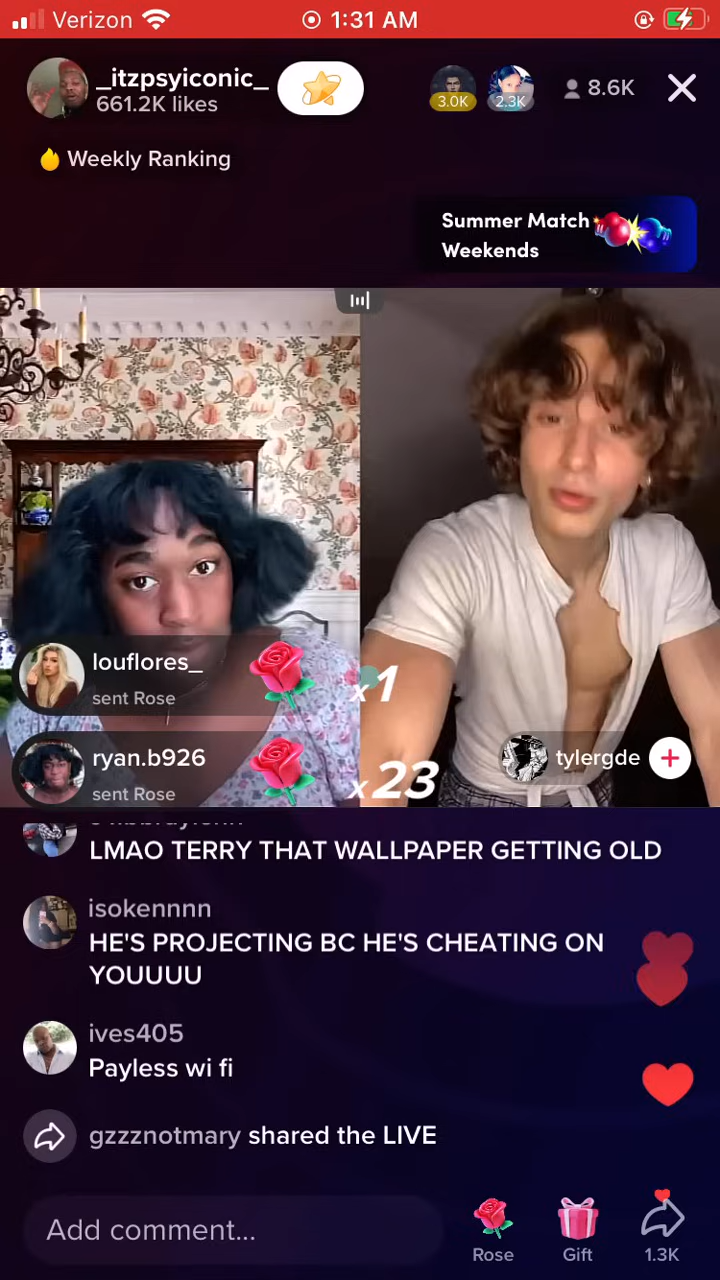 Verizon 1:31 AM
_itzpsyiconic_
661.2K likes
3.0K
2.3K
8.6K
Weekly Ranking
Summer Match
Weekends
louflores_
sent Rose
x1
ryan.b926
sent Rose
x23
tylergde
LMAO TERRY THAT WALLPAPER GETTING OLD
isokennnn
HE'S PROJECTING BC HE'S CHEATING ON
YOUUUU
ives405
Payless wi fi
gzzznotmary shared the LIVE
Add comment...
Rose
Gift
1.3K